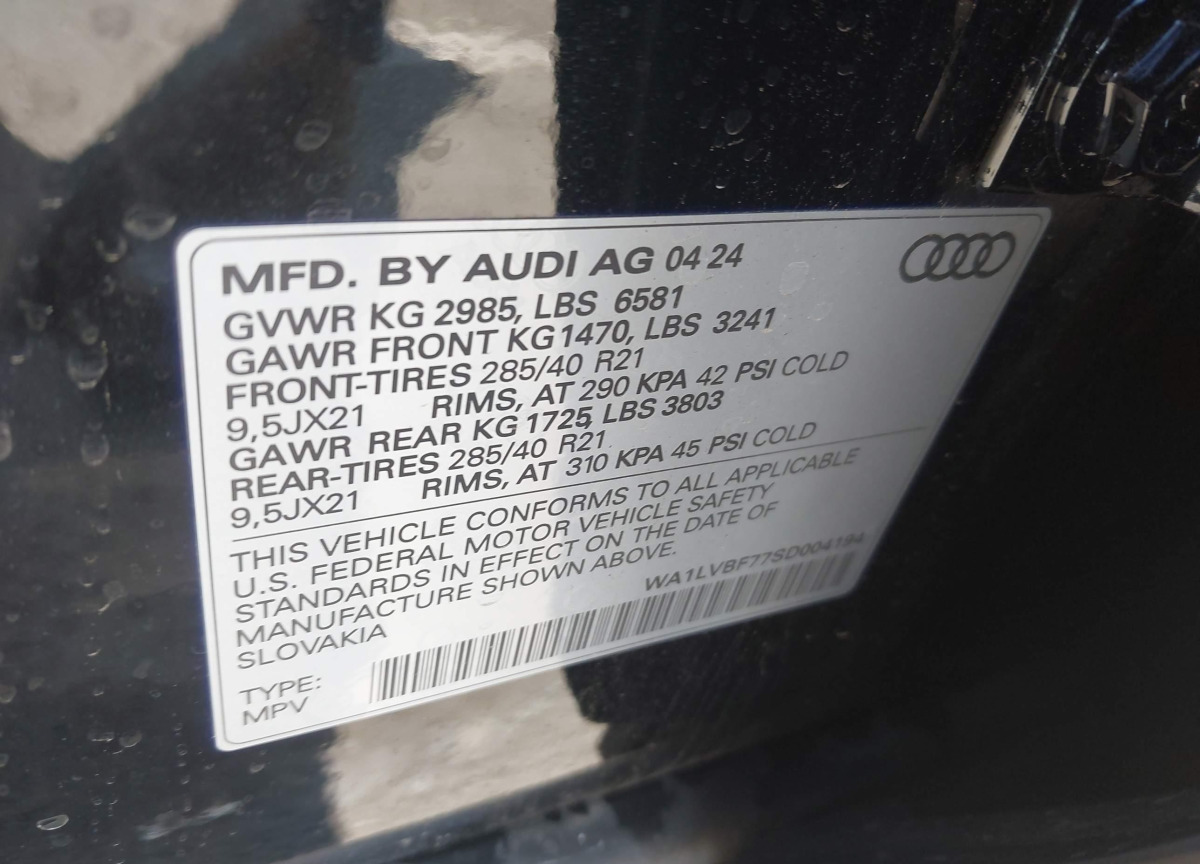 MFD. BY AUDI AG 04 24
GVWR KG 2985, LBS 6581
GAWR FRONT KG 1470, LBS 3241
FRONT-TIRES 285/40 R21
9,5JX21 RIMS, AT 290 KPA 42 PSI COLD
GAWR REAR KG 1725, LBS 3803
REAR-TIRES 285/40 R21
9,5JX21 RIMS, AT 310 KPA 45 PSI COLD
THIS VEHICLE CONFORMS TO ALL APPLICABLE
U.S. FEDERAL MOTOR VEHICLE SAFETY
STANDARDS IN EFFECT ON THE DATE OF
MANUFACTURE SHOWN ABOVE.
SLOVAKIA
WA1LVBF77SD004194
TYPE:
MPV